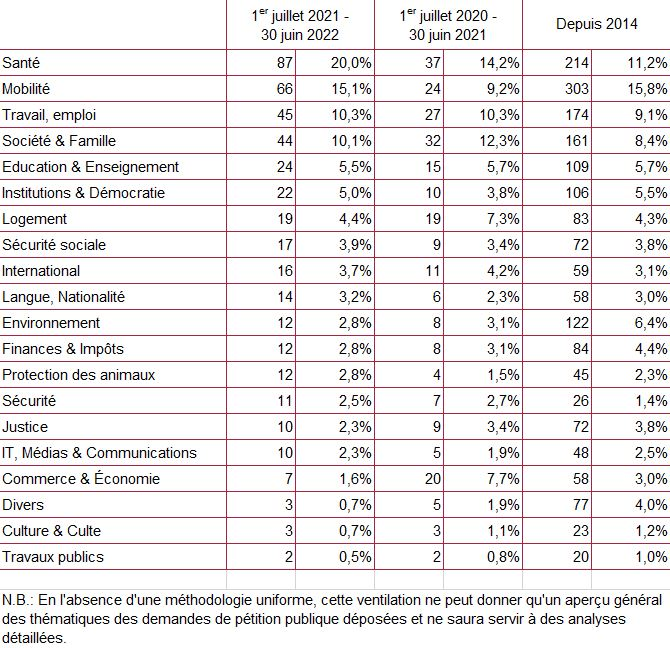 1er juillet 2021 - 30 juin 2022 1er juillet 2020 - 30 juin 2021 Depuis 2014
Santé 87 20,0% 37 14,2% 214 11,2%
Mobilité 66 15,1% 24 9,2% 303 15,8%
Travail, emploi 45 10,3% 27 10,3% 174 9,1%
Société & Famille 44 10,1% 32 12,3% 161 8,4%
Education & Enseignement 24 5,5% 15 5,7% 109 5,7%
Institutions & Démocratie 22 5,0% 10 3,8% 106 5,5%
Logement 19 4,4% 19 7,3% 83 4,3%
Sécurité sociale 17 3,9% 9 3,4% 72 3,8%
International 16 3,7% 11 4,2% 59 3,1%
Langue, Nationalité 14 3,2% 6 2,3% 58 3,0%
Environnement 12 2,8% 8 3,1% 122 6,4%
Finances & Impôts 12 2,8% 8 3,1% 84 4,4%
Protection des animaux 12 2,8% 4 1,5% 45 2,3%
Sécurité 11 2,5% 7 2,7% 26 1,4%
Justice 10 2,3% 9 3,4% 72 3,8%
IT, Médias & Communications 10 2,3% 5 1,9% 48 2,5%
Commerce & Économie 7 1,6% 20 7,7% 58 3,0%
Divers 3 0,7% 5 1,9% 77 4,0%
Culture & Culte 3 0,7% 3 1,1% 23 1,2%
Travaux publics 2 0,5% 2 0,8% 20 1,0%
N.B.: En l'absence d'une méthodologie uniforme, cette ventilation ne peut donner qu'un aperçu général
des thématiques des demandes de pétition publique déposées et ne saura servir à des analyses
détaillées.